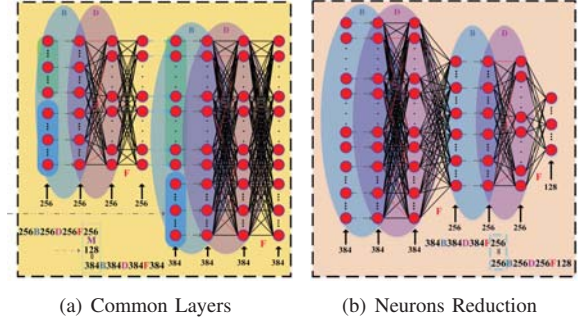 B
D
B
D
F
256
256
256
256
256B256D256F256
M
128
384B384D384F384
F
384
384
384
384
(a) Common Layers
B
D
B
D
F
F
128
256
256
256
384
384
384
384B384D384F256
256B256D256F128
(b) Neurons Reduction